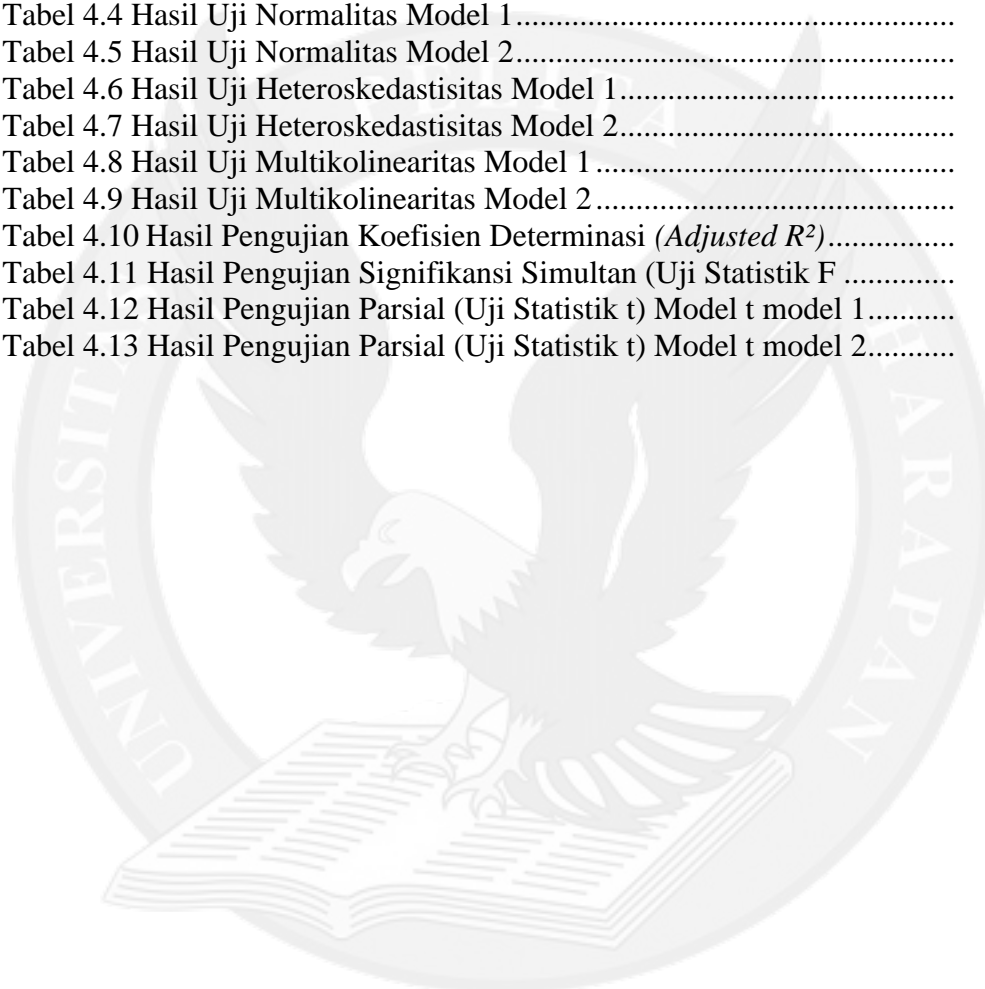 Tabel 4.4 Hasil Uji Normalitas Model 1.......................................................
Tabel 4.5 Hasil Uji Normalitas Model 2.......................................................
Tabel 4.6 Hasil Uji Heteroskedastisitas Model 1..........................................
Tabel 4.7 Hasil Uji Heteroskedastisitas Model 2..........................................
Tabel 4.8 Hasil Uji Multikolinearitas Model 1.............................................
Tabel 4.9 Hasil Uji Multikolinearitas Model 2.............................................
Tabel 4.10 Hasil Pengujian Koefisien Determinasi (Adjusted R²)................
Tabel 4.11 Hasil Pengujian Signifikansi Simultan (Uji Statistik F ..............
Tabel 4.12 Hasil Pengujian Parsial (Uji Statistik t) Model t model 1...........
Tabel 4.13 Hasil Pengujian Parsial (Uji Statistik t) Model t model 2...........
UNIVERSITAS PELITA HARAPAN